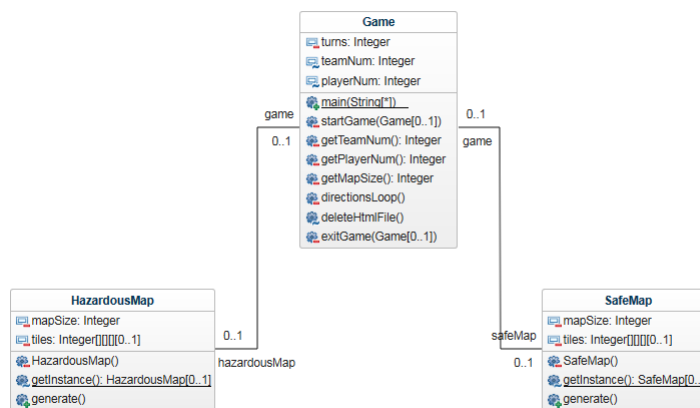 Game
turns: Integer
teamNum: Integer
playerNum: Integer
main(String[*])
startGame(Game[0..1])
getTeamNum(): Integer
getPlayerNum(): Integer
getMapSize(): Integer
directionsLoop()
deleteHtmlFile()
exitGame(Game[0..1])
game
0..1
0..1
game
HazardousMap
mapSize: Integer
tiles: Integer[][][][0..1]
HazardousMap()
getInstance(): HazardousMap[0..1]
generate()
0..1
hazardousMap
safeMap
0..1
SafeMap
mapSize: Integer
tiles: Integer[][][][0..1]
SafeMap()
getInstance(): SafeMap[0..
generate()